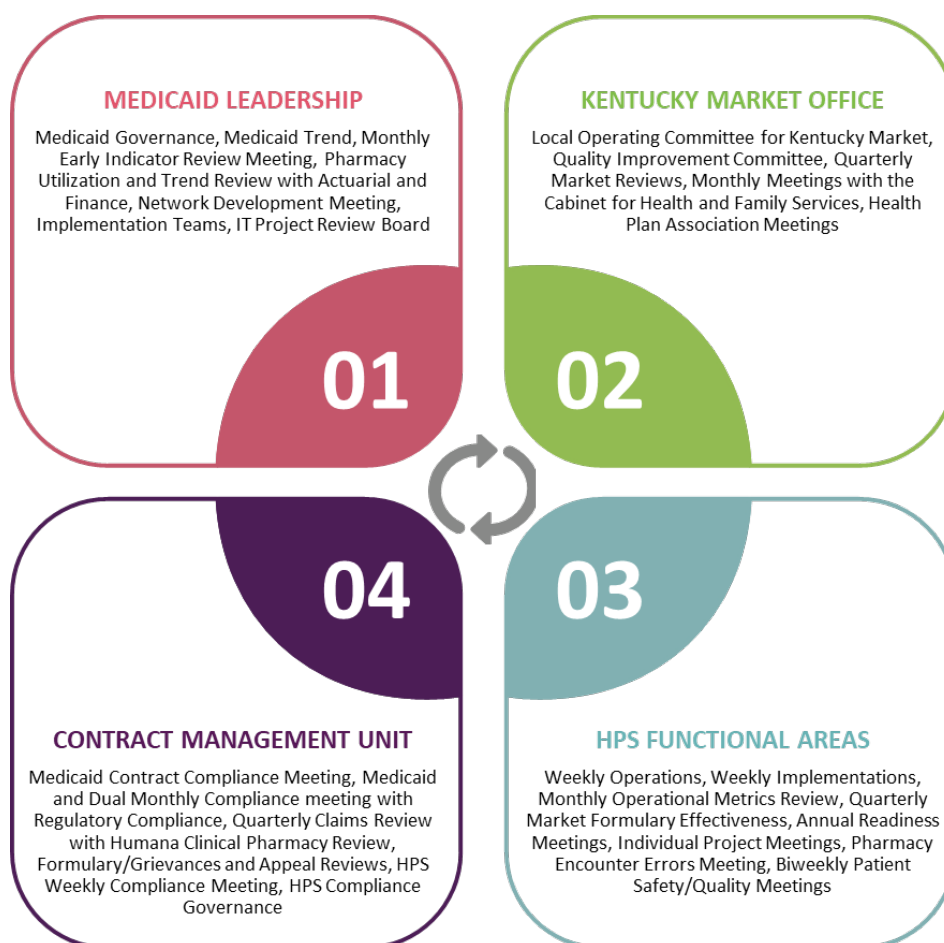 MEDICAID LEADERSHIP
Medicaid Governance, Medicaid Trend, Monthly
Early Indicator Review Meeting, Pharmacy
Utilization and Trend Review with Actuarial and
Finance, Network Development Meeting,
Implementation Teams, IT Project Review Board
01
KENTUCKY MARKET OFFICE
Local Operating Committee for Kentucky Market,
Quality Improvement Committee, Quarterly
Market Reviews, Monthly Meetings with the
Cabinet for Health and Family Services, Health
Plan Association Meetings
02
04
CONTRACT MANAGEMENT UNIT
Medicaid Contract Compliance Meeting, Medicaid
and Dual Monthly Compliance meeting with
Regulatory Compliance, Quarterly Claims Review
with Humana Clinical Pharmacy Review,
Formulary/Grievances and Appeal Reviews, HPS
Weekly Compliance Meeting, HPS Compliance
Governance
03
HPS FUNCTIONAL AREAS
Weekly Operations, Weekly Implementations,
Monthly Operational Metrics Review, Quarterly
Market Formulary Effectiveness, Annual Readiness
Meetings, Individual Project Meetings, Pharmacy
Encounter Errors Meeting, Biweekly Patient
Safety/Quality Meetings